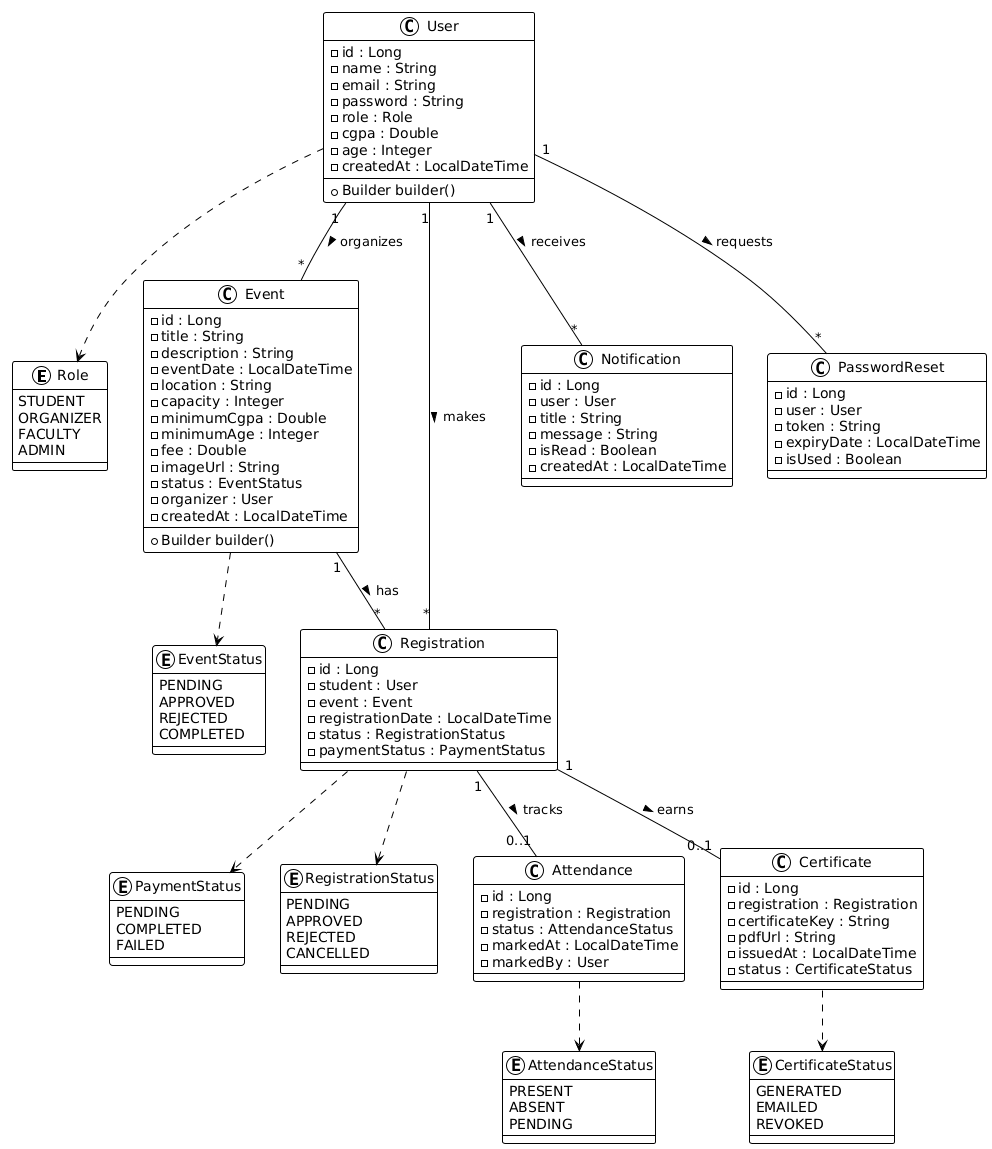 C User
id : Long
name : String
email : String
password : String
role : Role
cgpa : Double
age : Integer
createdAt : LocalDateTime
Builder builder()
1
1
organizes
*
1
1
receives
*
requests
*
C Event
id : Long
title : String
description : String
eventDate : LocalDateTime
location : String
capacity : Integer
minimumCgpa : Double
minimumAge : Integer
fee : Double
imageUrl : String
status : EventStatus
organizer : User
createdAt : LocalDateTime
Builder builder()
E Role
STUDENT
ORGANIZER
FACULTY
ADMIN
makes
C Notification
id : Long
user : User
title : String
message : String
isRead : Boolean
createdAt : LocalDateTime
C PasswordReset
id : Long
user : User
token : String
expiryDate : LocalDateTime
isUsed : Boolean
1
has
*
*
E EventStatus
PENDING
APPROVED
REJECTED
COMPLETED
C Registration
id : Long
student : User
event : Event
registrationDate : LocalDateTime
status : RegistrationStatus
paymentStatus : PaymentStatus
1
tracks
0..1
1
earns
0..1
E PaymentStatus
PENDING
COMPLETED
FAILED
E RegistrationStatus
PENDING
APPROVED
REJECTED
CANCELLED
C Attendance
id : Long
registration : Registration
status : AttendanceStatus
markedAt : LocalDateTime
markedBy : User
C Certificate
id : Long
registration : Registration
certificateKey : String
pdfUrl : String
issuedAt : LocalDateTime
status : CertificateStatus
E AttendanceStatus
PRESENT
ABSENT
PENDING
E CertificateStatus
GENERATED
EMAILED
REVOKED